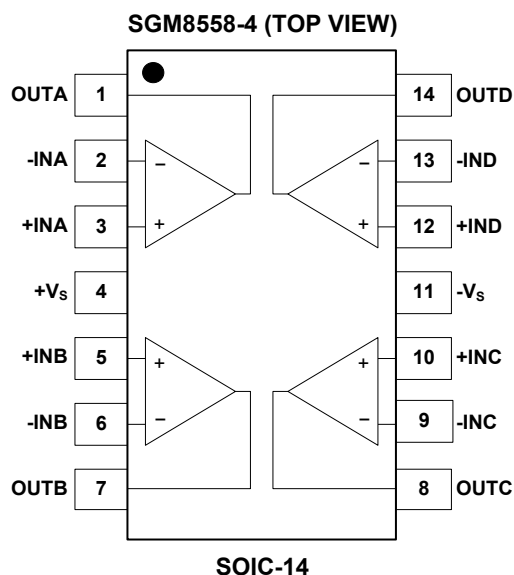 SGM8558-4 (TOP VIEW)
OUTA 1 14 OUTD
-INA 2 − − 13 -IND
+INA 3 + + 12 +IND
+VS 4 11 -VS
+INB 5 + + 10 +INC
-INB 6 − − 9 -INC
OUTB 7 8 OUTC
SOIC-14